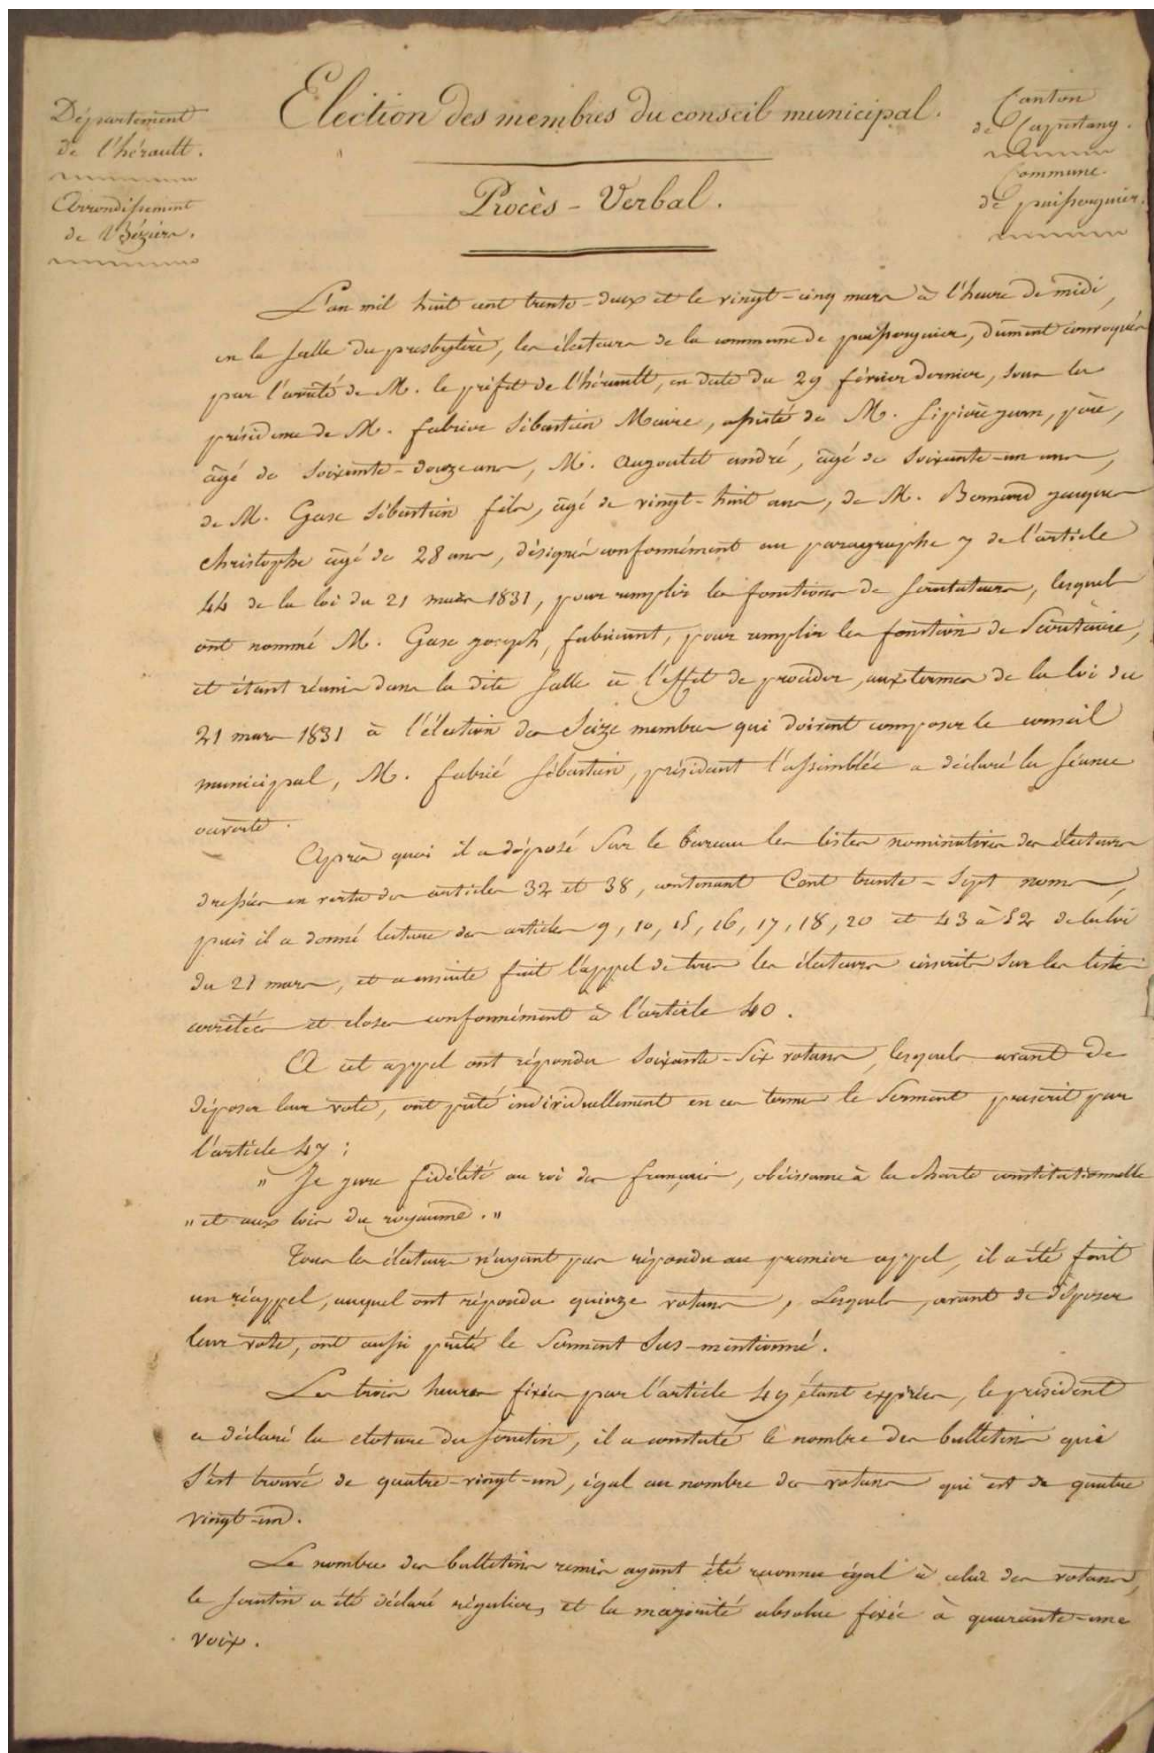 Département
de l'hérault.
Arrondissement
de Béziers.
Election des membres du conseil municipal.
Procès-Verbal.
Canton
de Capestang.
Commune
de puisserguier.
L'an mil huit cent trente-deux et le vingt-cinq mars à l'heure de midi,
en la salle du presbytère, les électeurs de la commune de puisserguier, dûment convoqués
par l'arrêté de M. le préfet de l'hérault, en date du 29 février dernier, sous la
présidence de M. fabrier Sébastien Maire, assisté de M. Sipière jean, père,
âgé de soixante-douze ans, M. Augoutet andré, âgé de soixante-un ans,
de M. Gase Sébastien fils, âgé de vingt-huit ans, de M. Bernard jacques
christophe âgé de 28 ans, désignés conformément au paragraphe 7 de l'article
44 de la loi du 21 mars 1831, pour remplir les fonctions de scrutateurs, lesquels
ont nommé M. Gase joseph, fabricant, pour remplir les fonctions de Secrétaire,
et étant réunis dans la dite salle à l'effet de procéder, aux termes de la loi du
21 mars 1831 à l'élection des Seize membres qui doivent composer le conseil
municipal, M. fabrié Sébastien, présidant l'assemblée a déclaré la séance
ouverte.
Après quoi il a déposé sur le bureau les listes nominatives des électeurs
dressées en vertu des articles 32 et 38, contenant Cent trente-sept noms,
puis il a donné lecture des articles 9, 10, 15, 16, 17, 18, 20 et 43 à 52 de la loi
du 21 mars, et a ensuite fait l'appel de tous les électeurs inscrits sur les listes
arrêtées et closes conformément à l'article 40.
A cet appel ont répondu soixante-six votans, lesquels avant de
déposer leur vote, ont prêté individuellement en ces termes le serment prescrit par
l'article 47 :
" Je jure fidélité au roi des français, obéissance à la charte constitutionnelle
" et aux lois du royaume. "
Tous les électeurs n'ayant pas répondu au premier appel, il a été fait
un réappel, auquel ont répondu quinze votans, Lesquels, avant de déposer
leur vote, ont aussi prêté le serment sus-mentionné.
Les trois heures fixées par l'article 49 étant expirées, le président
a déclaré la cloture du scrutin, il a constaté le nombre des bulletins qui
s'est trouvé de quatre-vingt-un, égal au nombre des votans qui est de quatre
vingt-un.
Le nombre des bulletins remis ayant été reconnu égal à celui des votans,
le scrutin a été déclaré régulier, et la majorité absolue fixée à quarante-une
voix.